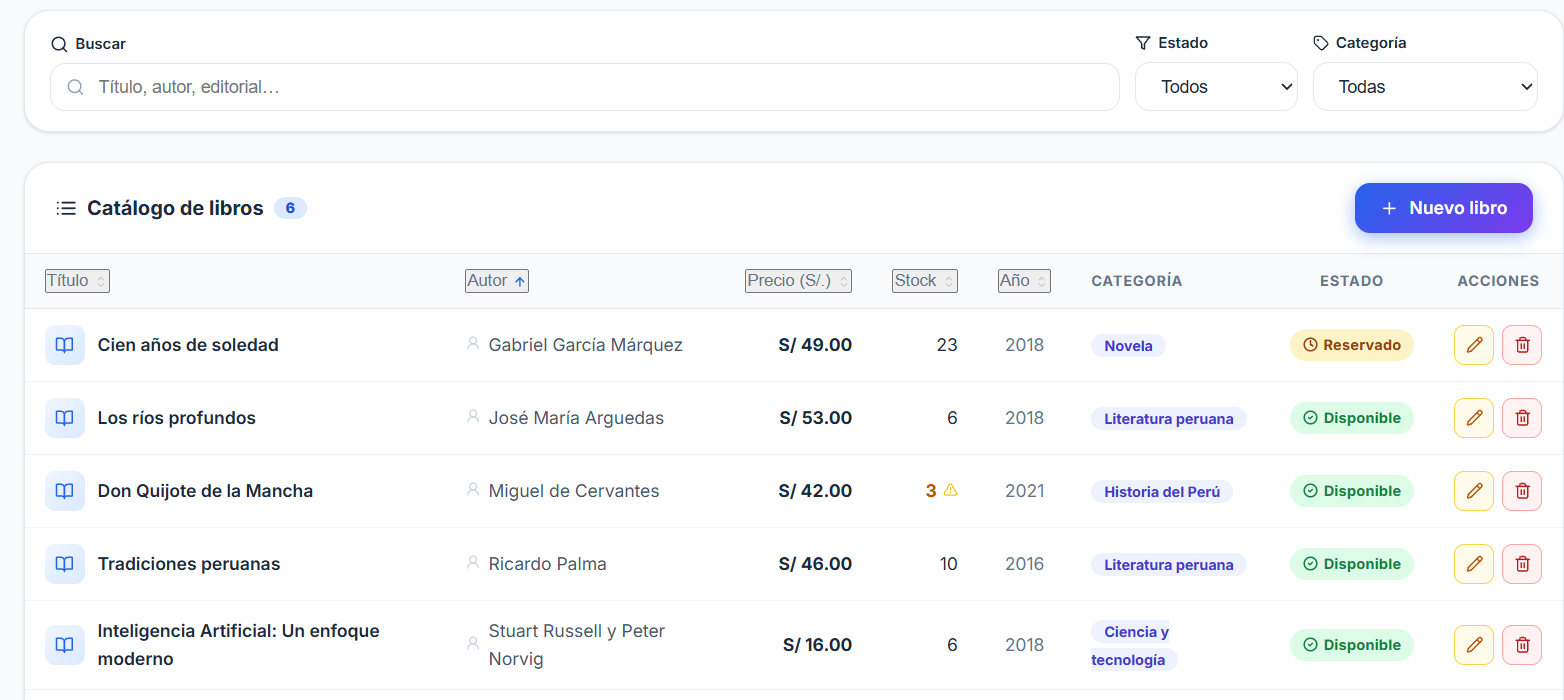 Buscar
Estado
Categoría
Título, autor, editorial…
Todos
Todas
Catálogo de libros 6
+ Nuevo libro
Título
Autor
Precio (S/.)
Stock
Año
CATEGORÍA
ESTADO
ACCIONES
Cien años de soledad
Gabriel García Márquez
S/ 49.00
23
2018
Novela
Reservado
Los ríos profundos
José María Arguedas
S/ 53.00
6
2018
Literatura peruana
Disponible
Don Quijote de la Mancha
Miguel de Cervantes
S/ 42.00
3
2021
Historia del Perú
Disponible
Tradiciones peruanas
Ricardo Palma
S/ 46.00
10
2016
Literatura peruana
Disponible
Inteligencia Artificial: Un enfoque
moderno
Stuart Russell y Peter
Norvig
S/ 16.00
6
2018
Ciencia y
tecnología
Disponible